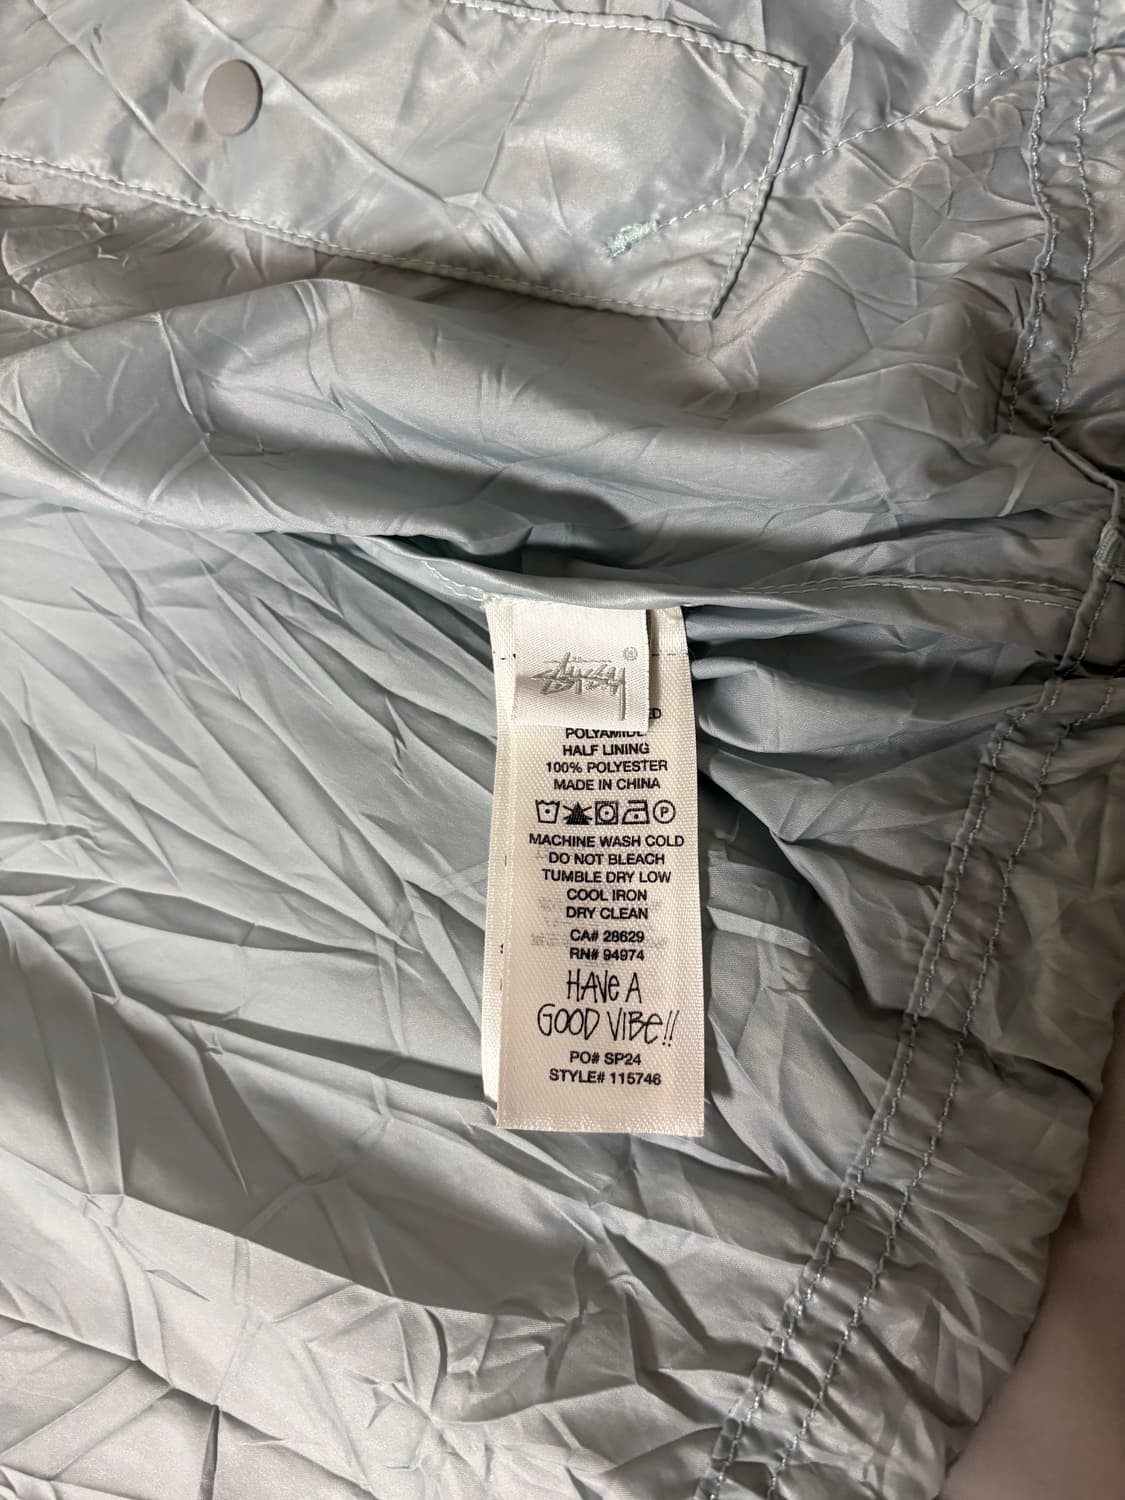 Stüssy ®
POLYAMIDE
HALF LINING
100% POLYESTER
MADE IN CHINA
P
MACHINE WASH COLD
DO NOT BLEACH
TUMBLE DRY LOW
COOL IRON
DRY CLEAN
CA# 28629
RN# 94974
HAVE A
GOOD VIBE!!
PO# SP24
STYLE# 115746